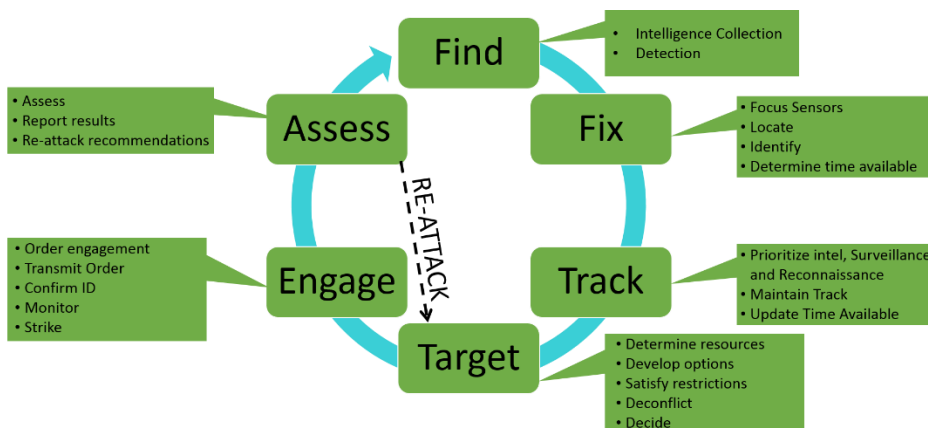 Find
• Intelligence Collection
• Detection
Fix
• Focus Sensors
• Locate
• Identify
• Determine time available
Track
• Prioritize intel, Surveillance
and Reconnaissance
• Maintain Track
• Update Time Available
Target
• Determine resources
• Develop options
• Satisfy restrictions
• Deconflict
• Decide
Engage
• Order engagement
• Transmit Order
• Confirm ID
• Monitor
• Strike
Assess
• Assess
• Report results
• Re-attack recommendations
RE-ATTACK